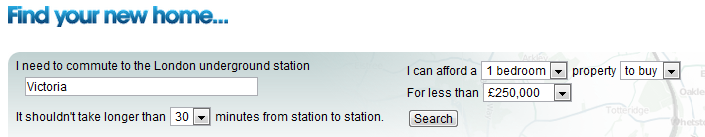 Find your new home...
I need to commute to the London underground station
Victoria
It shouldn't take longer than 30 minutes from station to station.
I can afford a 1 bedroom property to buy
For less than £250,000
Search
Totteridge